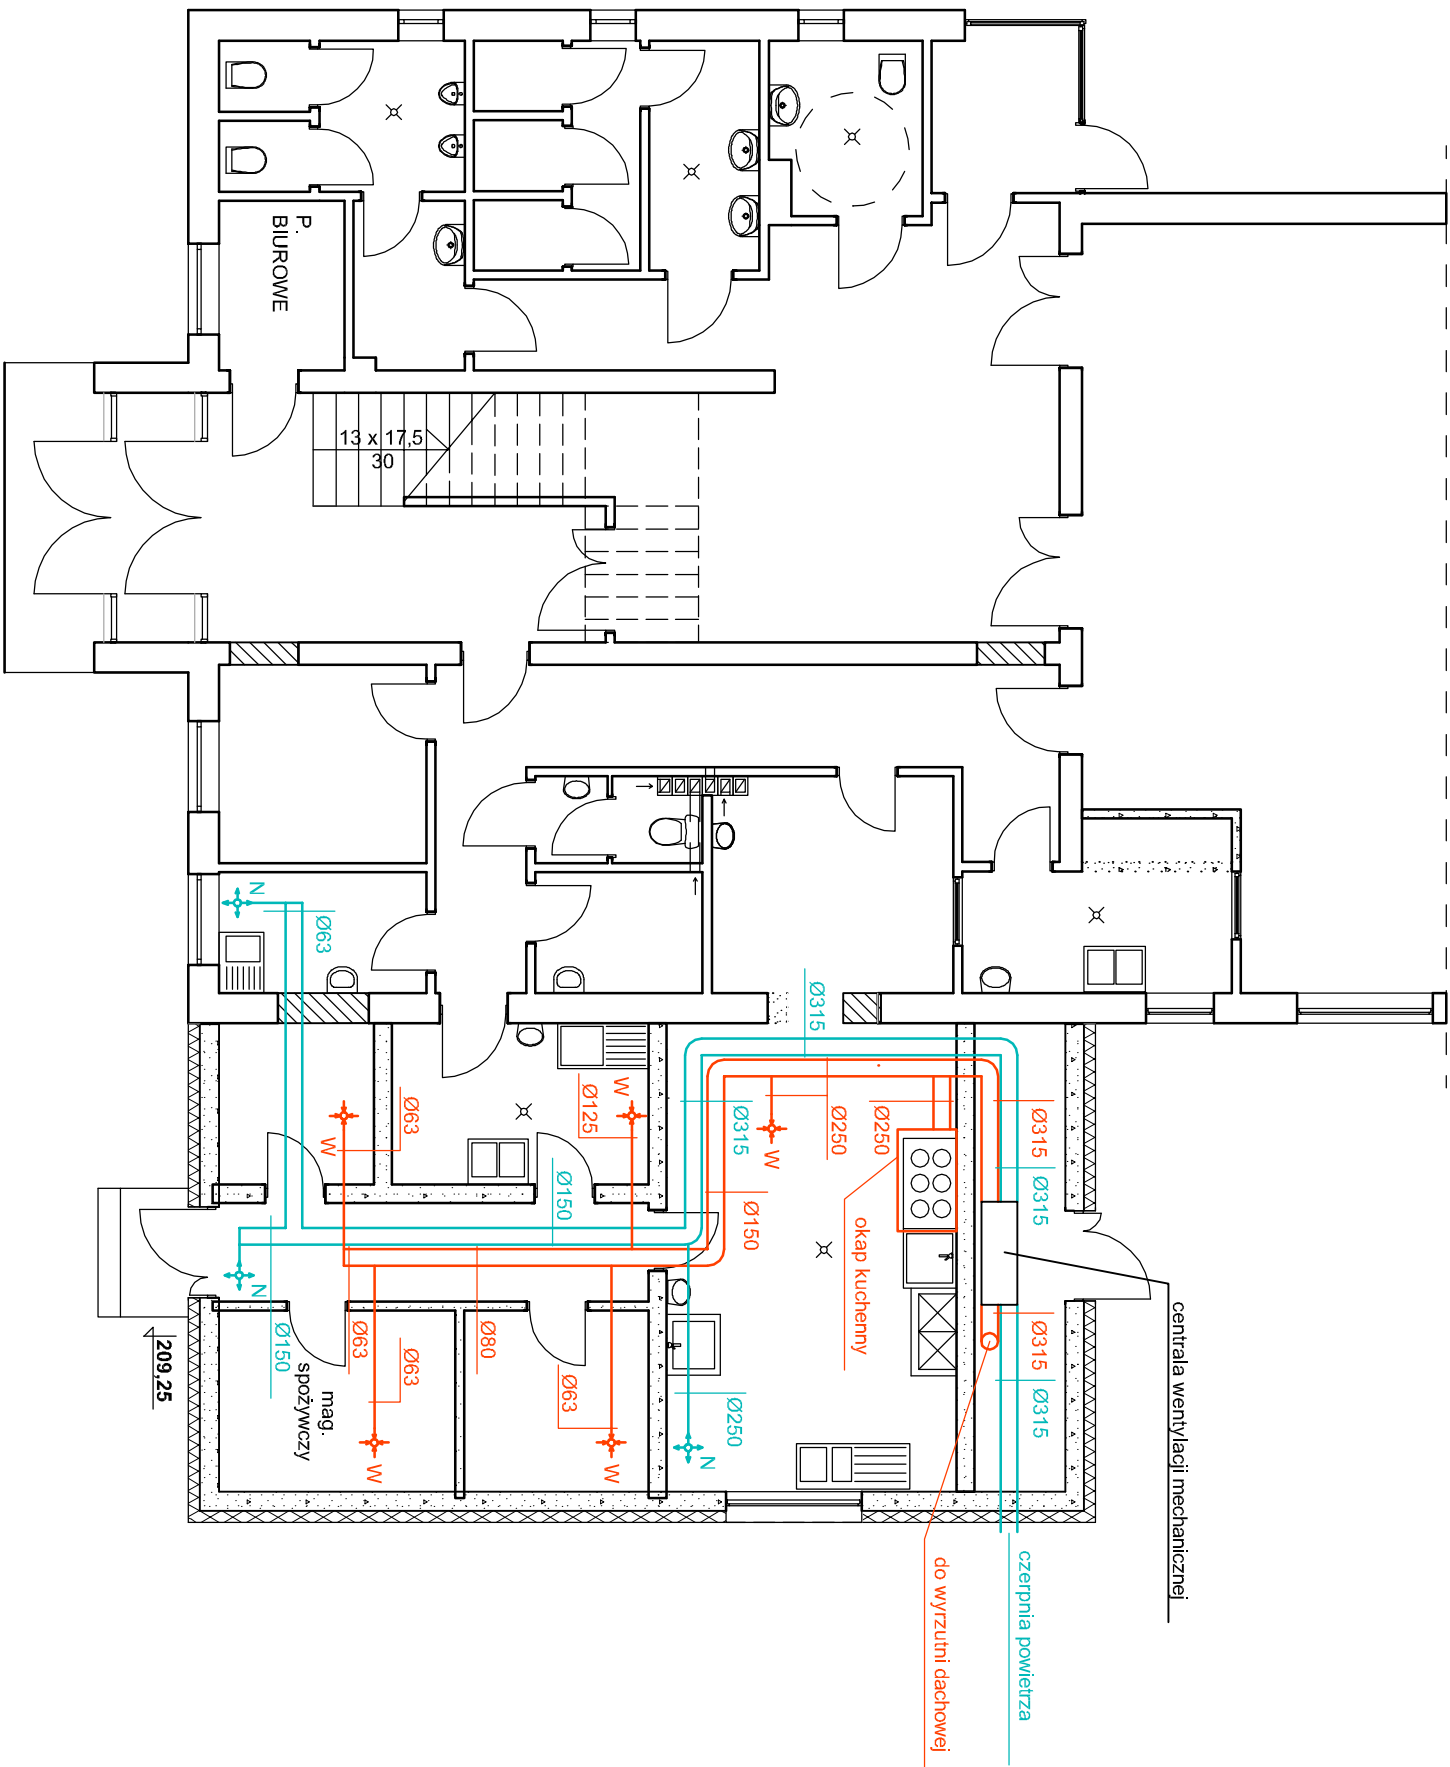 P.
BIUROWE
13 x 17,5
30
N
Ø63
Ø315
Ø63
W
W
Ø125
Ø315
W
Ø250
Ø250
Ø315
Ø315
Ø150
Ø150
okap kuchenny
N
Ø150
Ø63
Ø63
Ø80
Ø63
W
W
mag.
spożywczy
209,25
Ø250
N
Ø315
Ø315
centrala wentylacji mechanicznej
czerpnia powietrza
do wyrzutni dachowej